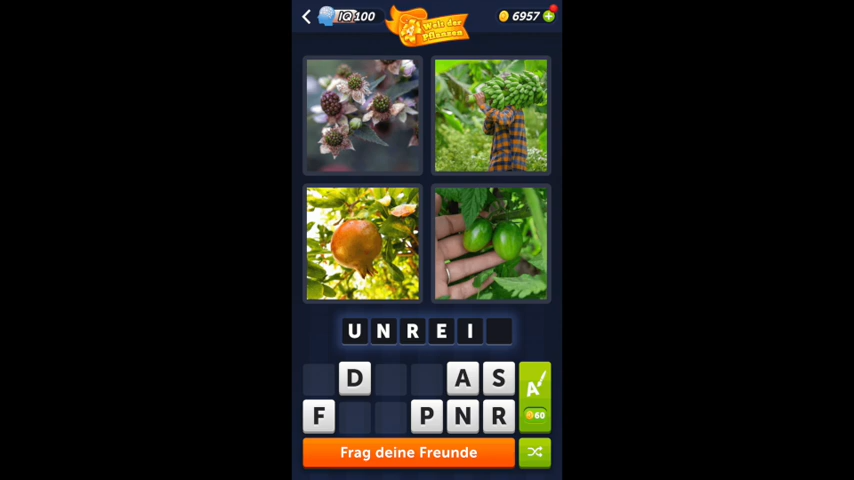 IQ 100
Welt der
Pflanzen
6957
U N R E I
D A S
F P N R
A
60
Frag deine Freunde